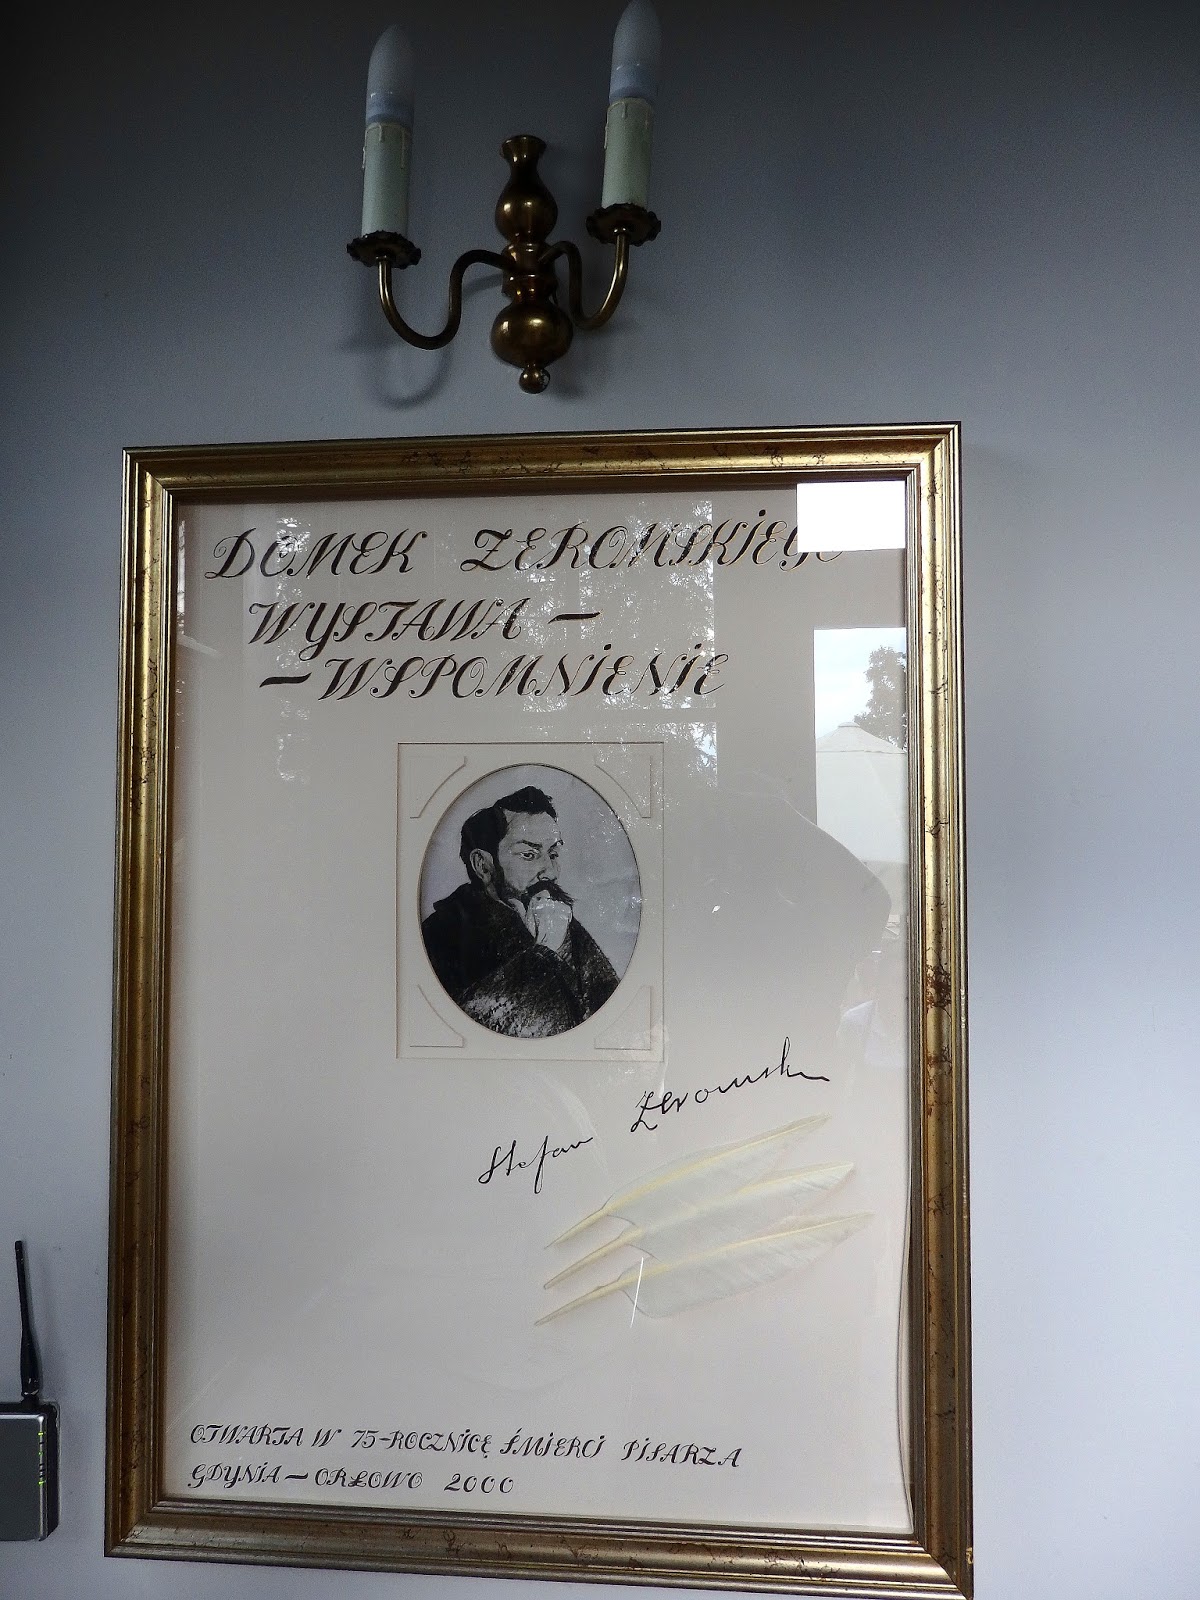 DOMEK ŻEROMSKIEGO
WYSTAWA –
– WSPOMNIENIE
Stefan Żeromski
OTWARTA W 75-ROCZNICĘ ŚMIERCI PISARZA
GDYNIA – ORŁOWO 2000